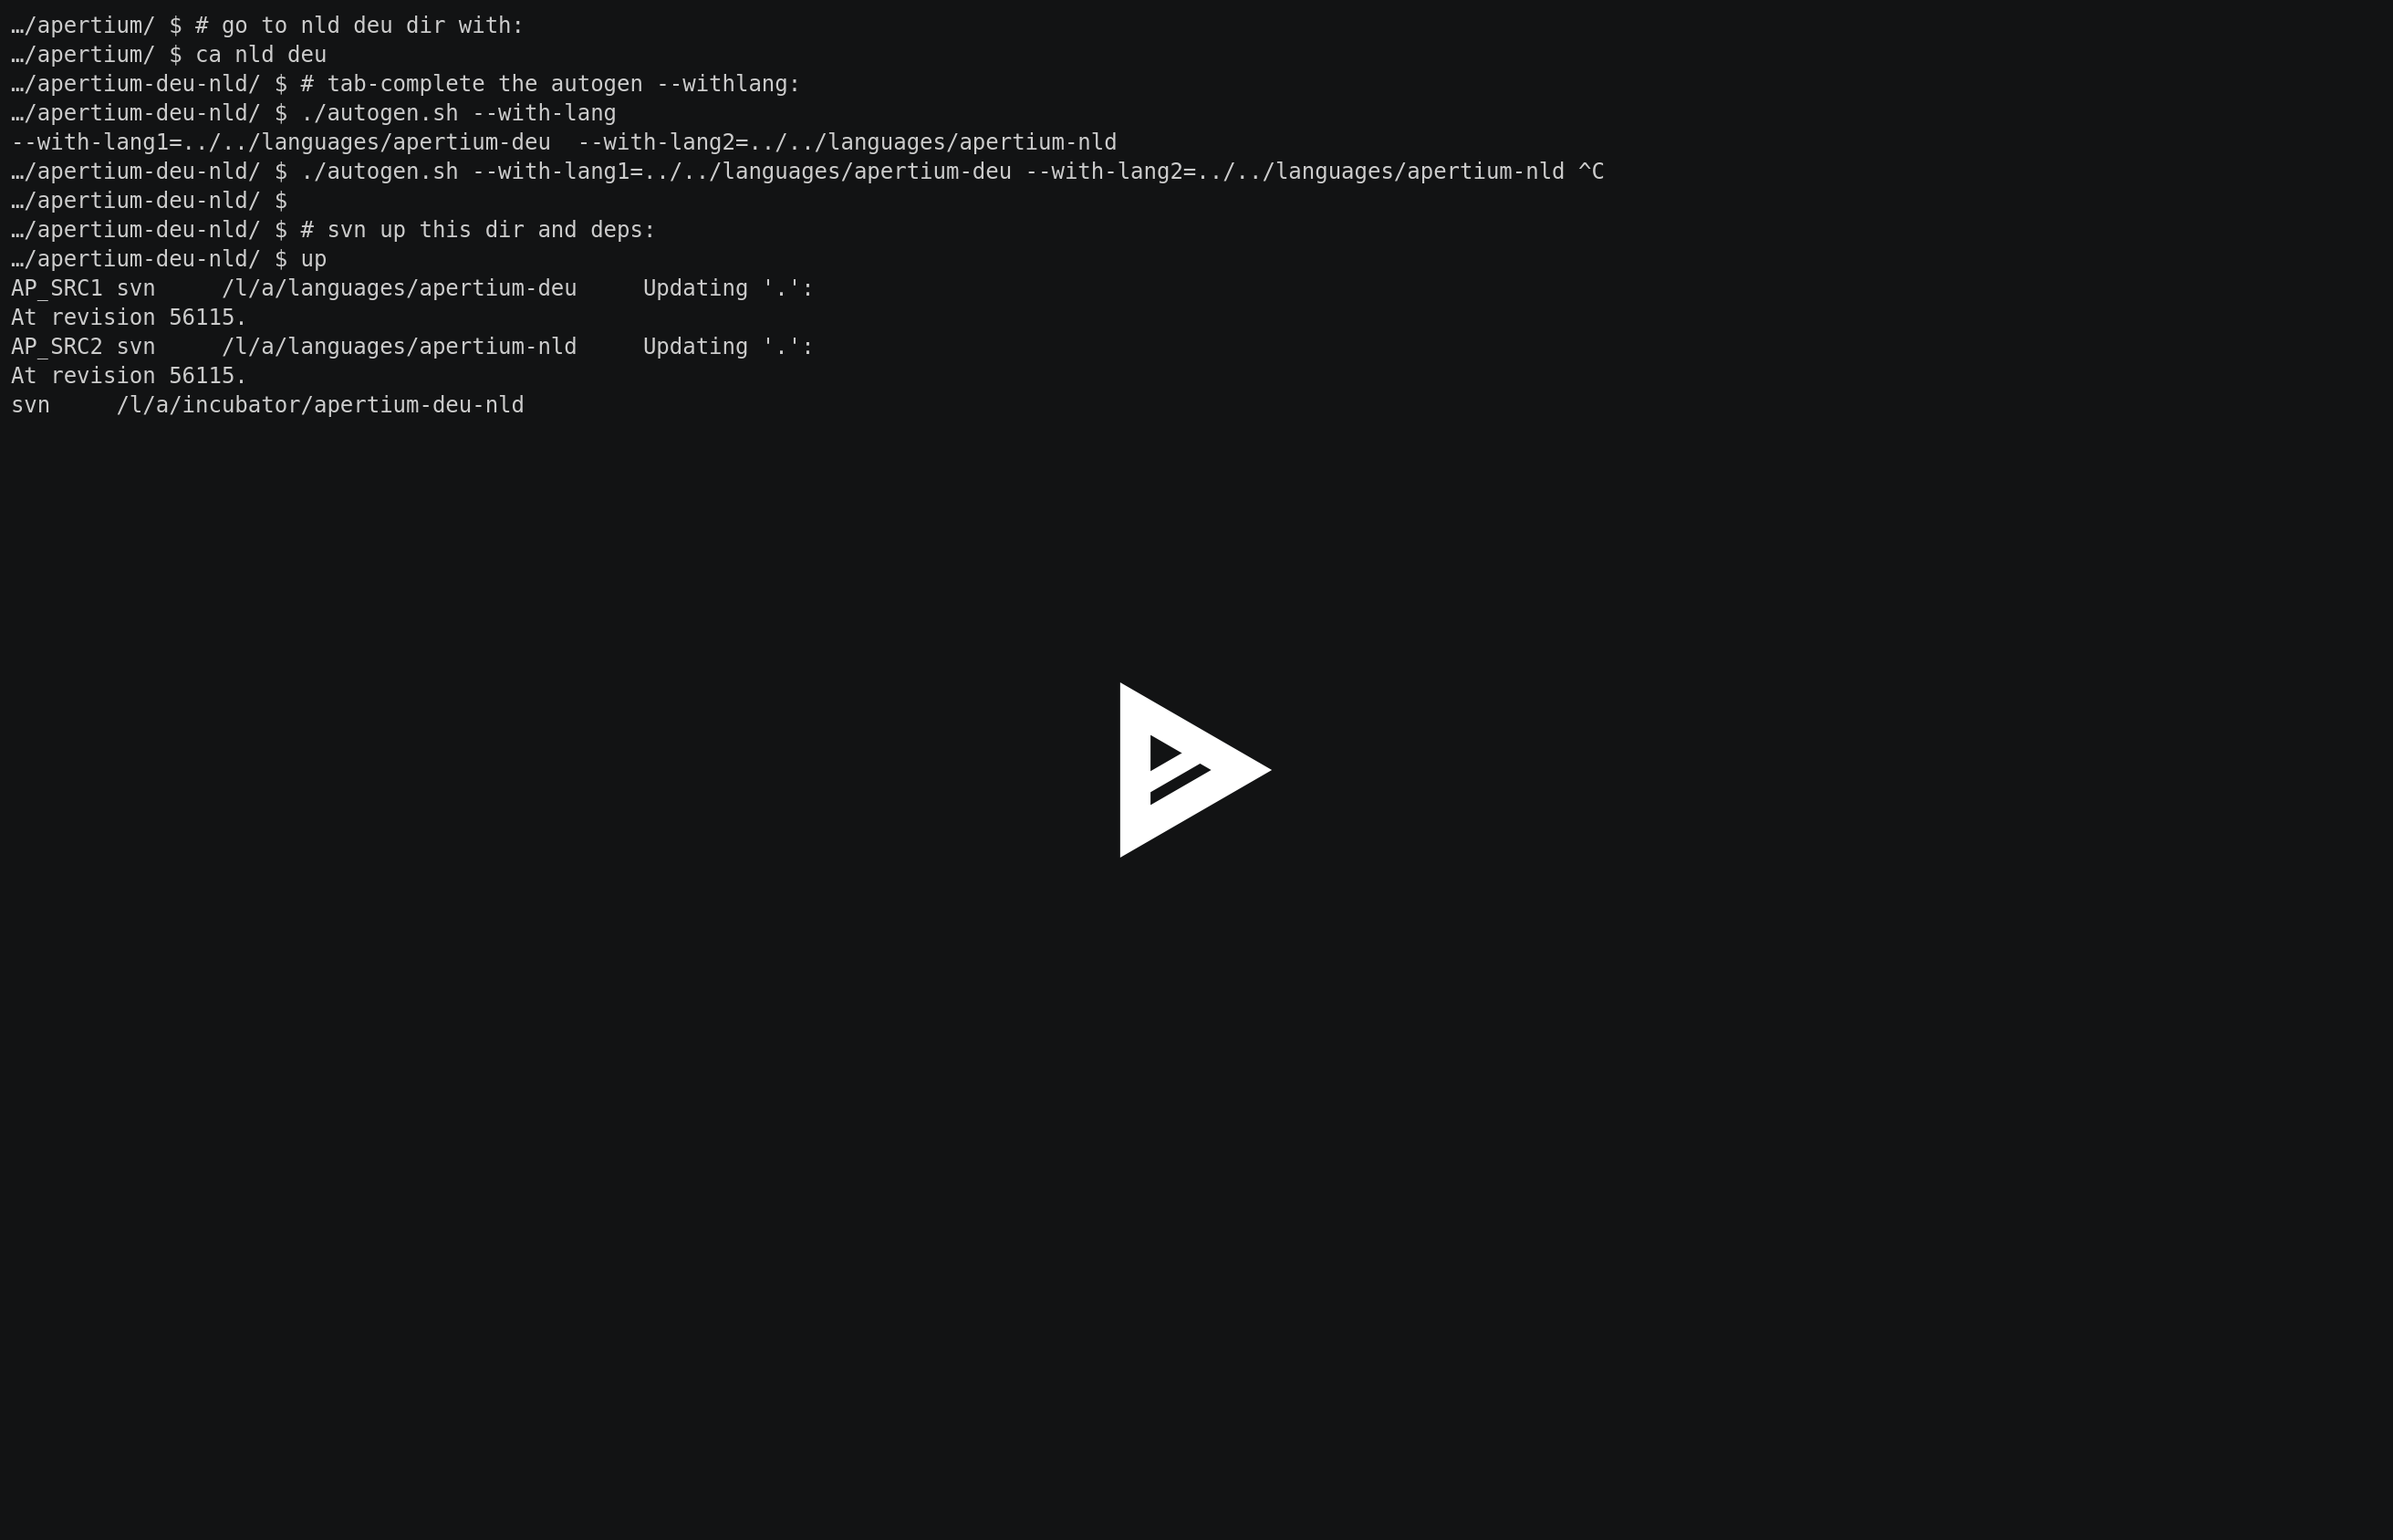 …/apertium/ $ # go to nld deu dir with:
…/apertium/ $ ca nld deu
…/apertium-deu-nld/ $ # tab-complete the autogen --withlang:
…/apertium-deu-nld/ $ ./autogen.sh --with-lang
--with-lang1=../../languages/apertium-deu  --with-lang2=../../languages/apertium-nld
…/apertium-deu-nld/ $ ./autogen.sh --with-lang1=../../languages/apertium-deu --with-lang2=../../languages/apertium-nld ^C
…/apertium-deu-nld/ $
…/apertium-deu-nld/ $ # svn up this dir and deps:
…/apertium-deu-nld/ $ up
AP_SRC1 svn     /l/a/languages/apertium-deu     Updating '.':
At revision 56115.
AP_SRC2 svn     /l/a/languages/apertium-nld     Updating '.':
At revision 56115.
svn     /l/a/incubator/apertium-deu-nld